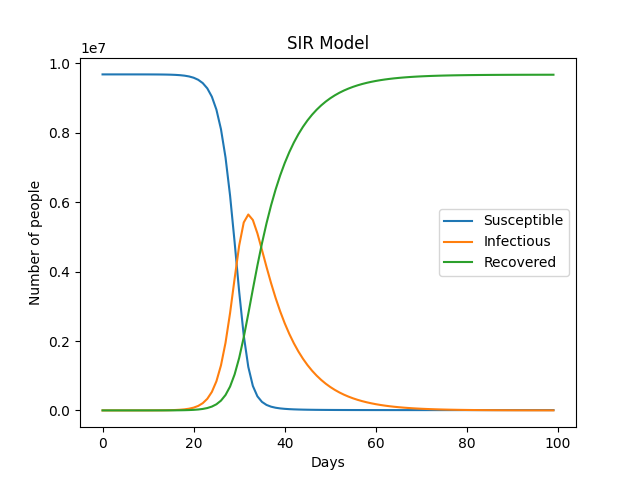 SIR Model
1e7
1.0
0.8
0.6
0.4
0.2
0.0
Number of people
Susceptible
Infectious
Recovered
0 20 40 60 80 100
Days